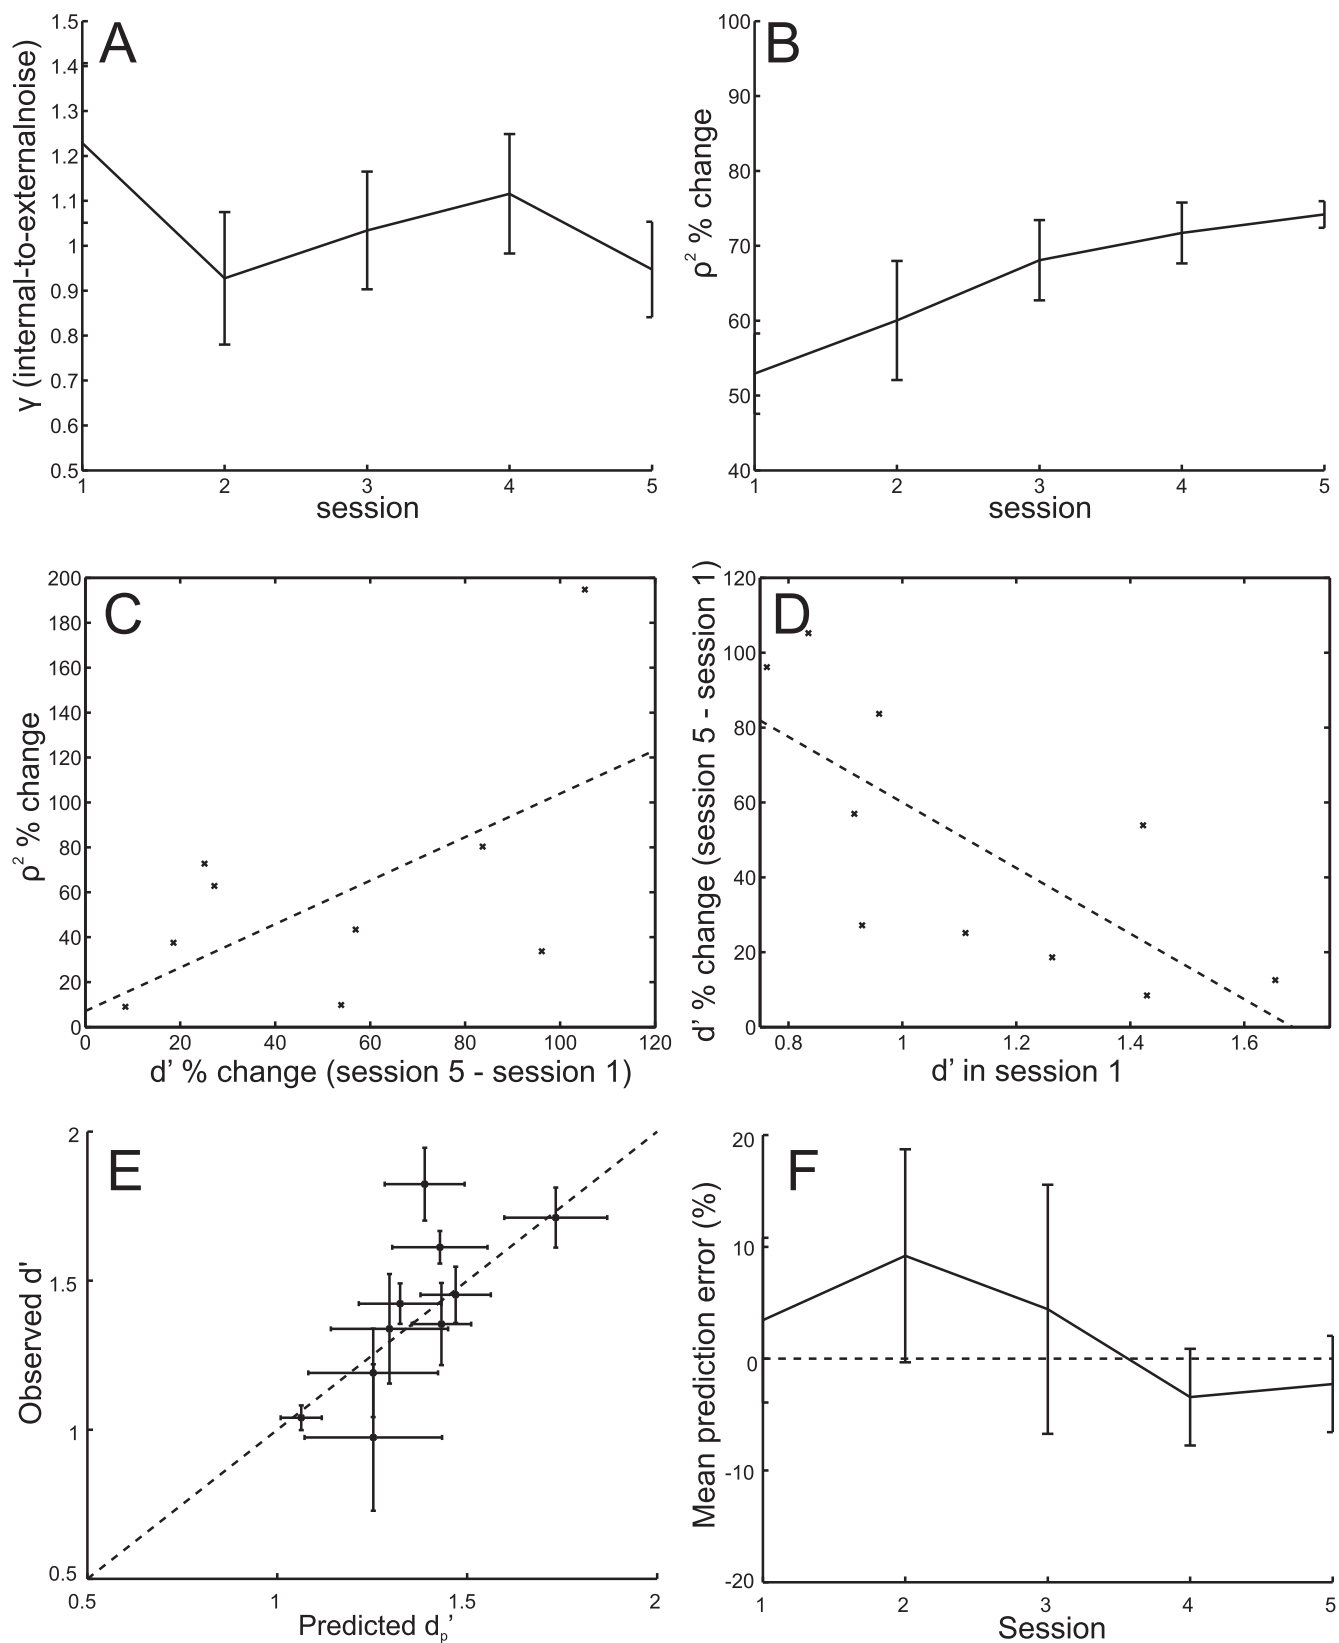 A
γ (internal-to-externalnoise)
1.5
1.4
1.3
1.2
1.1
1
0.9
0.8
0.7
0.6
0.5
1 2 3 4 5
session
B
ρ² % change
100
90
80
70
60
50
40
1 2 3 4 5
session
C
ρ² % change
200
180
160
140
120
100
80
60
40
20
0
0 20 40 60 80 100 120
d’ % change (session 5 - session 1)
D
d’ % change (session 5 - session 1)
120
100
80
60
40
20
0
0.8 1 1.2 1.4 1.6
d’ in session 1
E
Observed d'
2
1.5
1
0.5
0.5 1 1.5 2
Predicted dp’
F
Mean prediction error (%)
20
10
0
-10
-20
1 2 3 4 5
Session